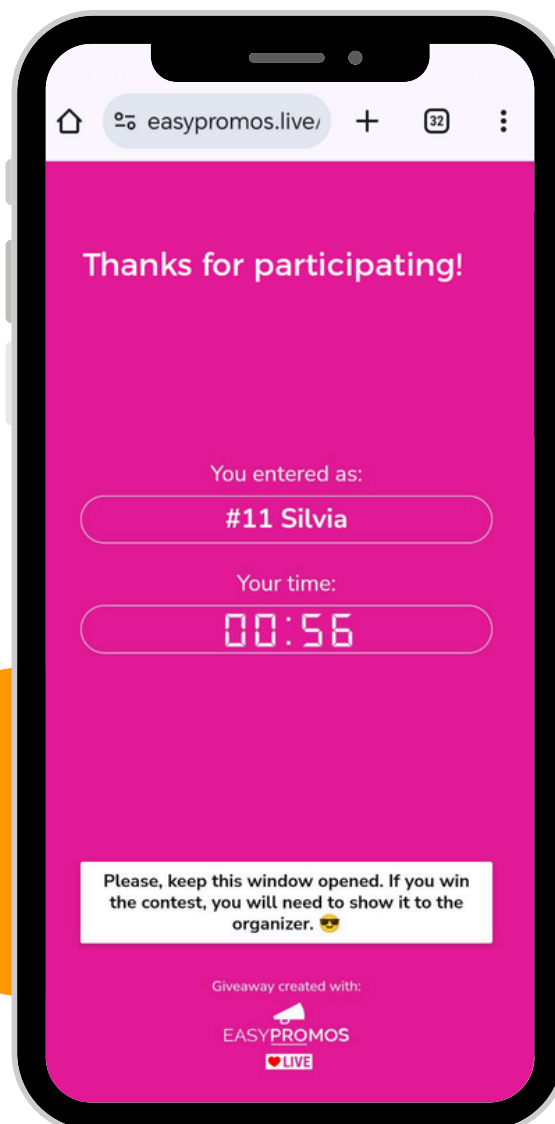 easypromos.live/
32
Thanks for participating!
You entered as:
#11 Silvia
Your time:
00:56
Please, keep this window opened. If you win
the contest, you will need to show it to the
organizer. 😎
Giveaway created with:
EASYPROMOS
LIVE